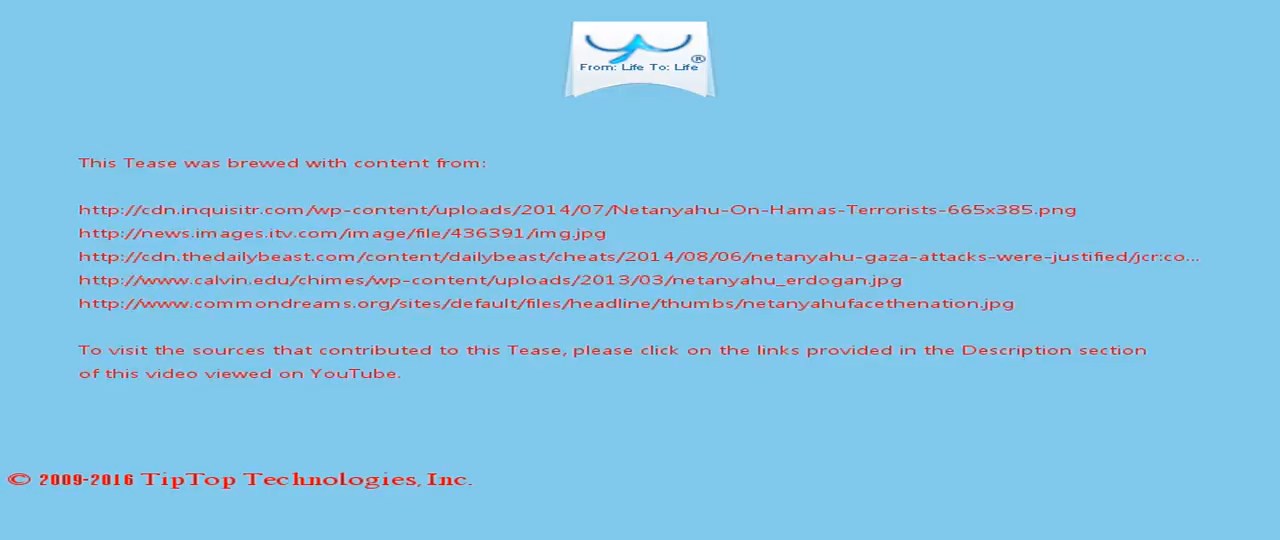 From: Life To: Life ®
This Tease was brewed with content from:
http://cdn.inquisitr.com/wp-content/uploads/2014/07/Netanyahu-On-Hamas-Terrorists-665x385.png
http://news.images.itv.com/image/file/436391/img.jpg
http://cdn.thedailybeast.com/content/dailybeast/cheats/2014/08/06/netanyahu-gaza-attacks-were-justified/jcr:co...
http://www.calvin.edu/chimes/wp-content/uploads/2013/03/netanyahu_erdogan.jpg
http://www.commondreams.org/sites/default/files/headline/thumbs/netanyahufacethenation.jpg
To visit the sources that contributed to this Tease, please click on the links provided in the Description section
of this video viewed on YouTube.
© 2009-2016 TipTop Technologies, Inc.